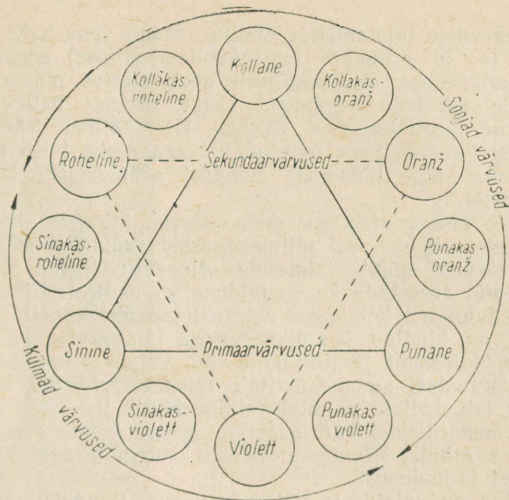 Kollane
Kollakas-
roheline
Kollakas-
oranž
Soojad värvused
Roheline
Sekundaarvärvused
Oranž
Sinakas-
roheline
Punakas-
oranž
Sinine
Primaarvärvused
Punane
Külmad värvused
Sinakas-
violett
Punakas
violett
Violett